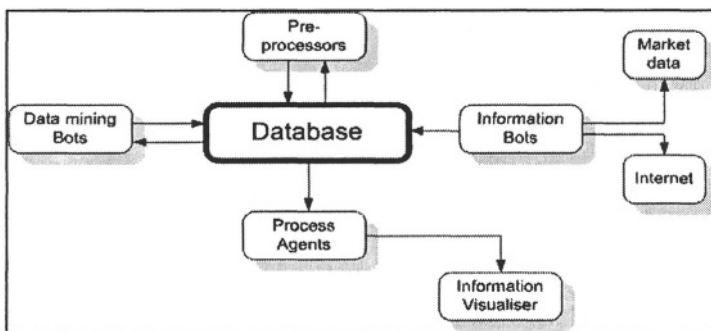 Pre-
processors
Market
data
Data mining
Bots
Database
Information
Bots
Internet
Process
Agents
Information
Visualiser